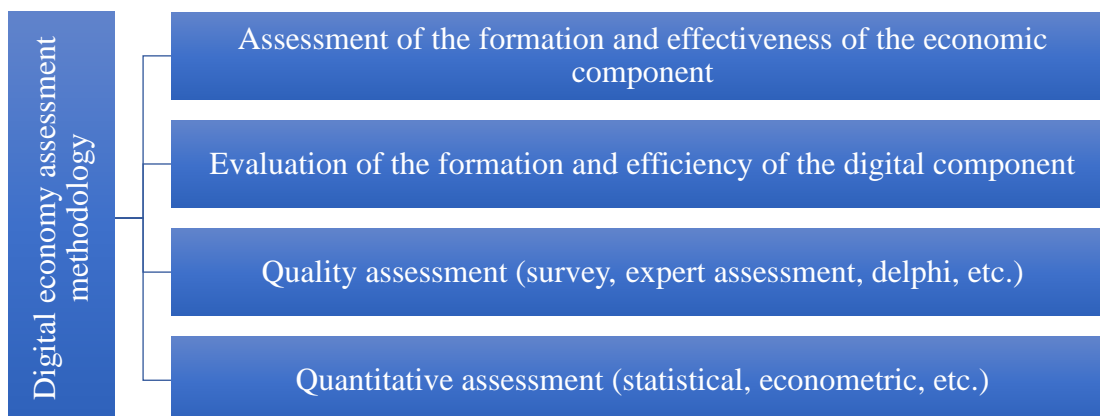 Digital economy assessment
methodology
Assessment of the formation and effectiveness of the economic
component
Evaluation of the formation and efficiency of the digital component
Quality assessment (survey, expert assessment, delphi, etc.)
Quantitative assessment (statistical, econometric, etc.)